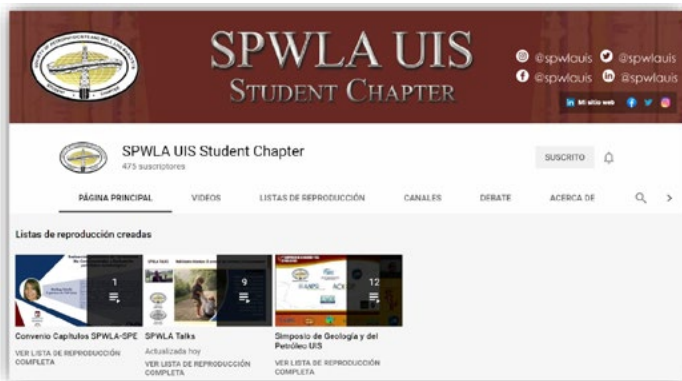 SPWLA UIS
STUDENT CHAPTER
@spwlauis @spwlauis
@spwlauis @spwlauis
Mi sitio web
SPWLA UIS Student Chapter
475 suscriptores
SUSCRITO
PÁGINA PRINCIPAL VIDEOS LISTAS DE REPRODUCCIÓN CANALES DEBATE ACERCA DE
Listas de reproducción creadas
1
9
12
SPWLA TALKS
Convenio Capítulos SPWLA-SPE
VER LISTA DE REPRODUCCIÓN
COMPLETA
SPWLA Talks
Actualizada hoy
VER LISTA DE REPRODUCCIÓN
COMPLETA
Simposio de Geología y del
Petróleo UIS
VER LISTA DE REPRODUCCIÓN
COMPLETA